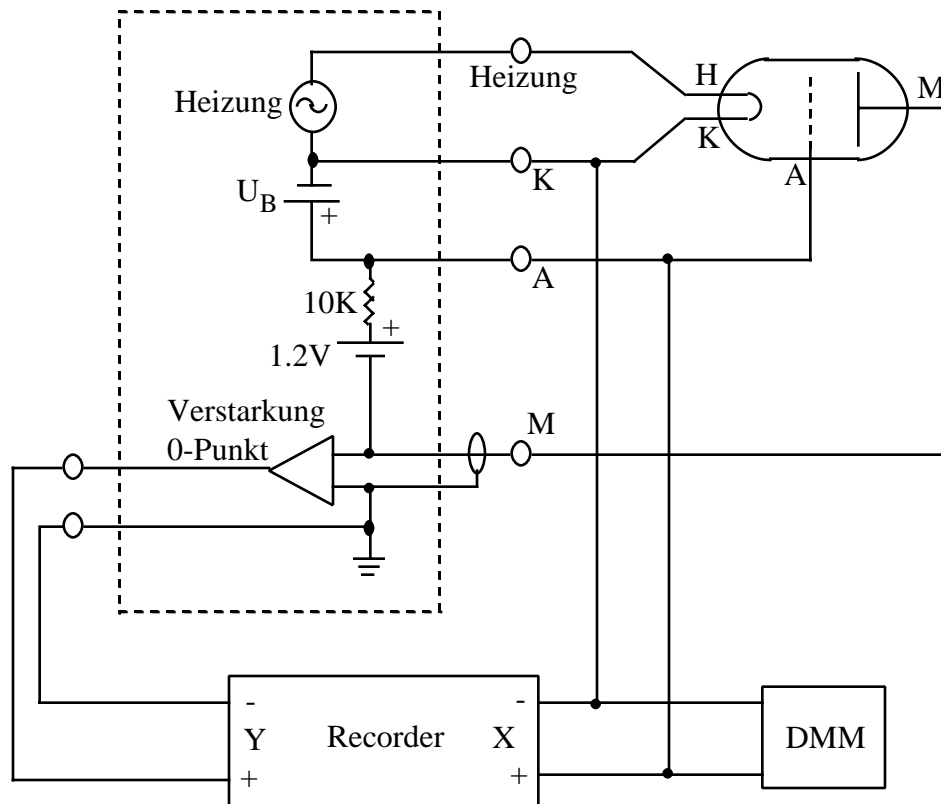 H
M
Heizung
Heizung
K
K
A
U_B
+
A
10K
+
1.2V
Verstarkung
0-Punkt
M
-
-
Y
Recorder
X
DMM
+
+